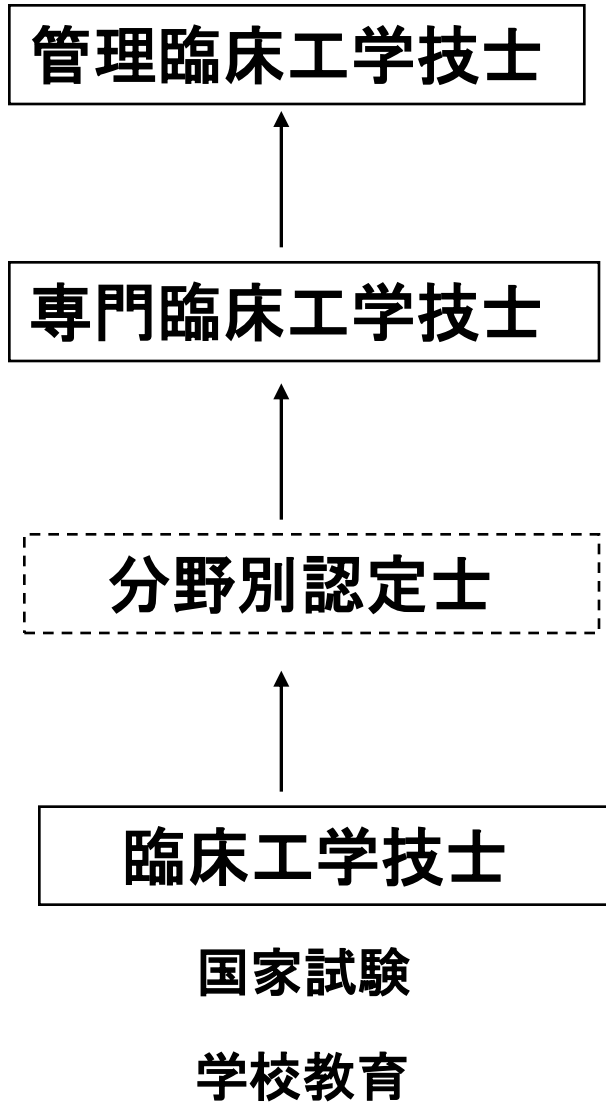 管理臨床工学技士
専門臨床工学技士
分野別認定士
臨床工学技士
国家試験
学校教育